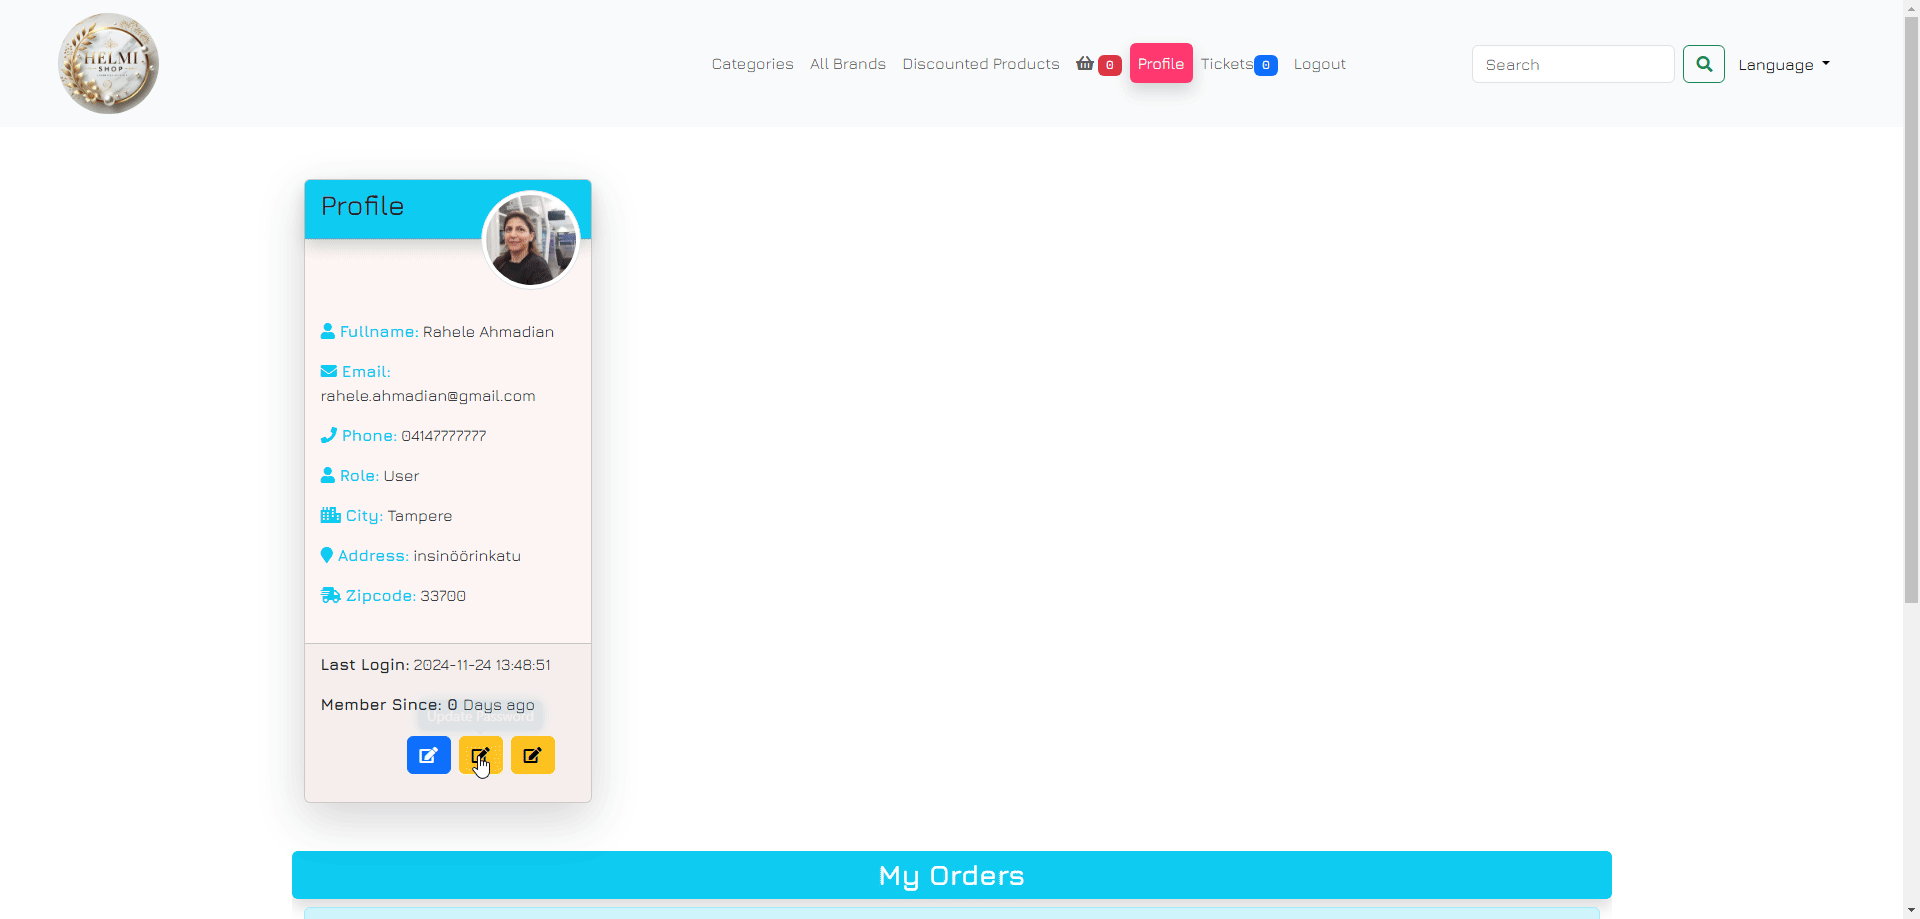 HELMI
SHOP
Categories All Brands Discounted Products 0 Profile Tickets 0 Logout Search Language
Profile
Fullname: Rahele Ahmadian
Email:
rahele.ahmadian@gmail.com
Phone: 04147777777
Role: User
City: Tampere
Address: insinöörinkatu
Zipcode: 33700
Last Login: 2024-11-24 13:48:51
Member Since: 0 Days ago
Update Password
My Orders